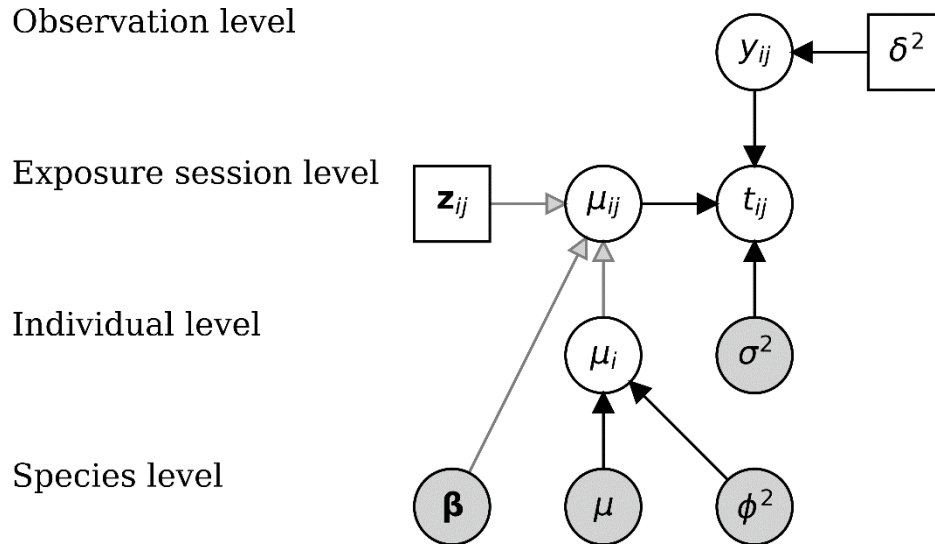 Observation level
y_ij
δ²
Exposure session level
z_ij
μ_ij
t_ij
Individual level
μ_i
σ²
Species level
β
μ
ϕ²